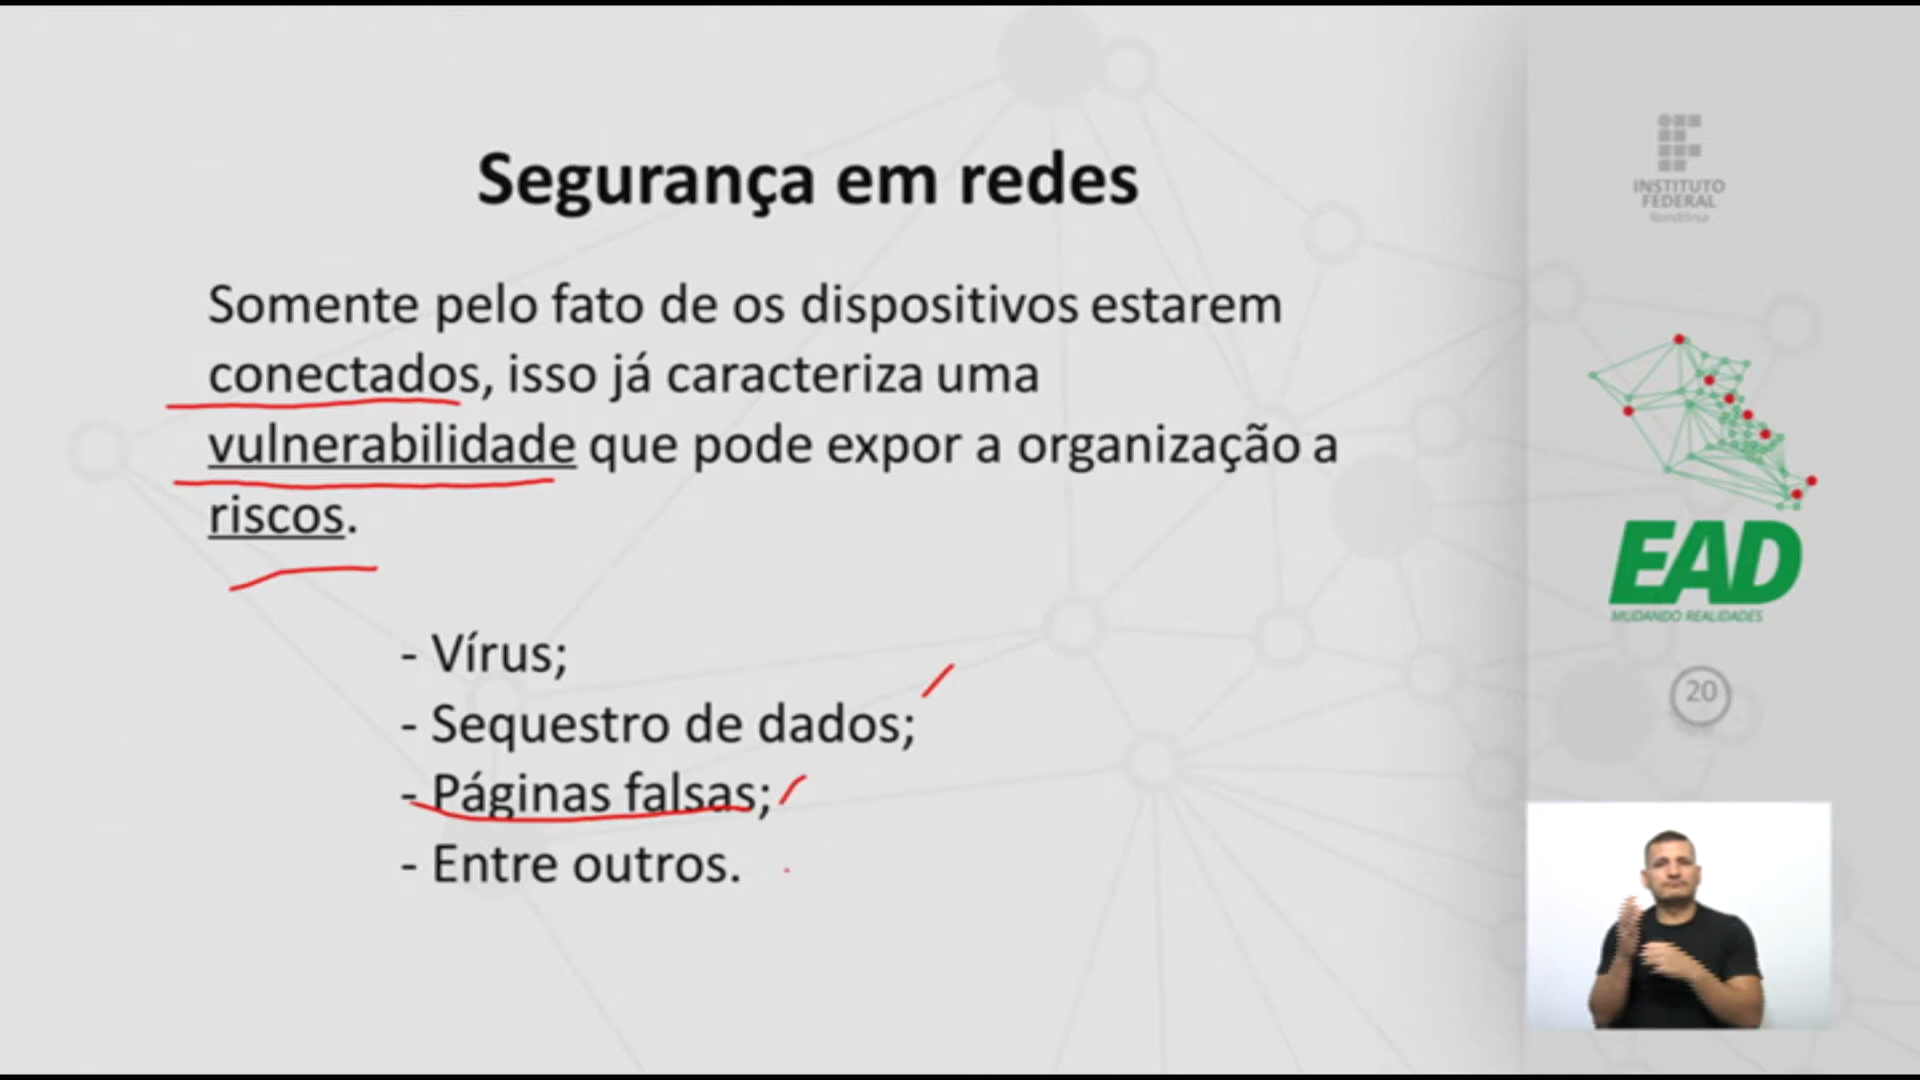 Segurança em redes
Somente pelo fato de os dispositivos estarem
conectados, isso já caracteriza uma
vulnerabilidade que pode expor a organização a
riscos.
- Vírus;
- Sequestro de dados;
- Páginas falsas;
- Entre outros.
INSTITUTO
FEDERAL
Rondônia
EAD
MUDANDO REALIDADES
20